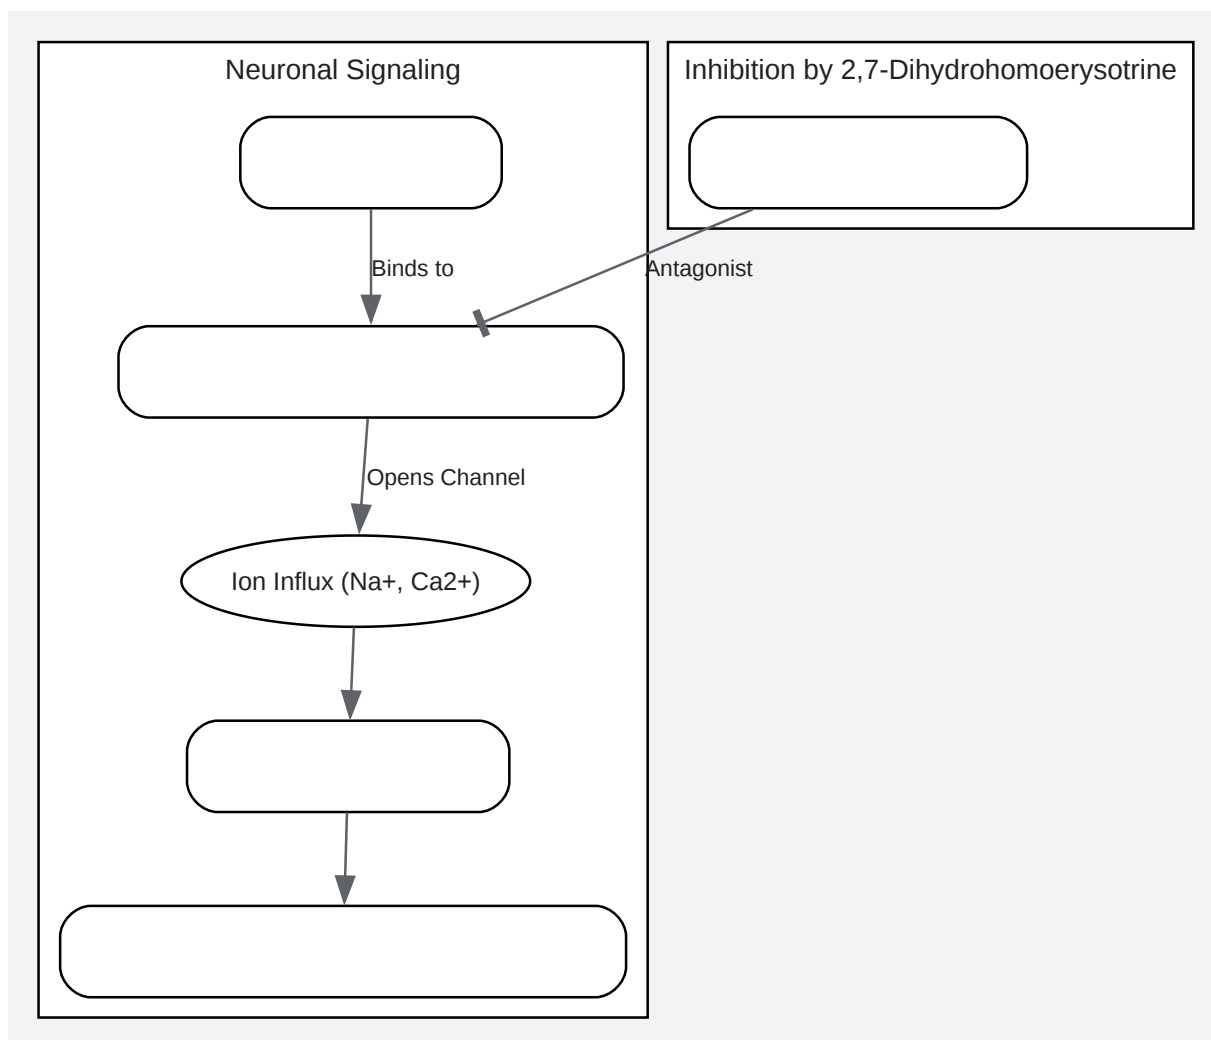 Neuronal Signaling
Inhibition by 2,7-Dihydrohomoerysotrine
Binds to
Antagonist
Opens Channel
Ion Influx (Na+, Ca2+)